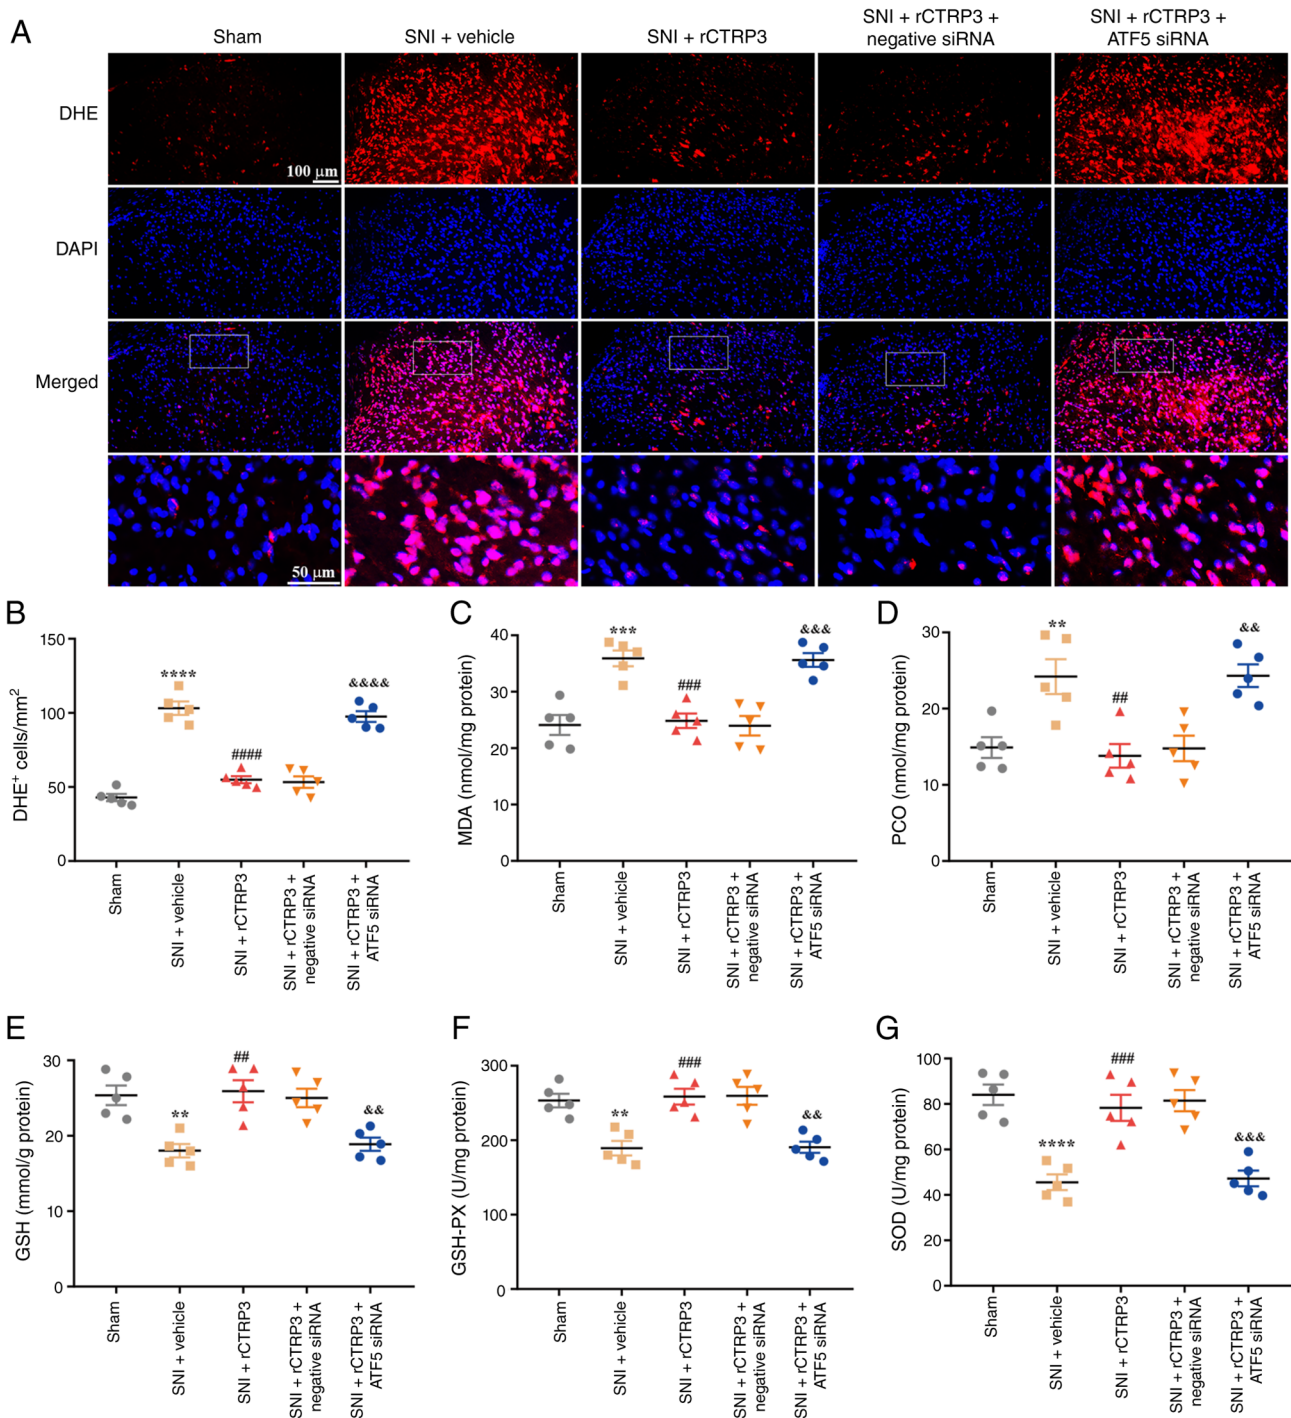 A
Sham
SNI + vehicle
SNI + rCTRP3
SNI + rCTRP3 +
negative siRNA
SNI + rCTRP3 +
ATF5 siRNA
DHE
100 μm
DAPI
Merged
50 μm
B
DHE+ cells/mm2
150
100
50
0
****
####
&&&&
Sham
SNI + vehicle
SNI + rCTRP3
SNI + rCTRP3 +
negative siRNA
SNI + rCTRP3 +
ATF5 siRNA
C
MDA (nmol/mg protein)
40
30
20
10
0
***
###
&&&
Sham
SNI + vehicle
SNI + rCTRP3
SNI + rCTRP3 +
negative siRNA
SNI + rCTRP3 +
ATF5 siRNA
D
PCO (nmol/mg protein)
30
20
10
0
**
##
&&
Sham
SNI + vehicle
SNI + rCTRP3
SNI + rCTRP3 +
negative siRNA
SNI + rCTRP3 +
ATF5 siRNA
E
GSH (mmol/g protein)
30
20
10
0
**
##
&&
Sham
SNI + vehicle
SNI + rCTRP3
SNI + rCTRP3 +
negative siRNA
SNI + rCTRP3 +
ATF5 siRNA
F
GSH-PX (U/mg protein)
300
200
100
0
**
###
&&
Sham
SNI + vehicle
SNI + rCTRP3
SNI + rCTRP3 +
negative siRNA
SNI + rCTRP3 +
ATF5 siRNA
G
SOD (U/mg protein)
100
80
60
40
20
0
****
###
&&&
Sham
SNI + vehicle
SNI + rCTRP3
SNI + rCTRP3 +
negative siRNA
SNI + rCTRP3 +
ATF5 siRNA